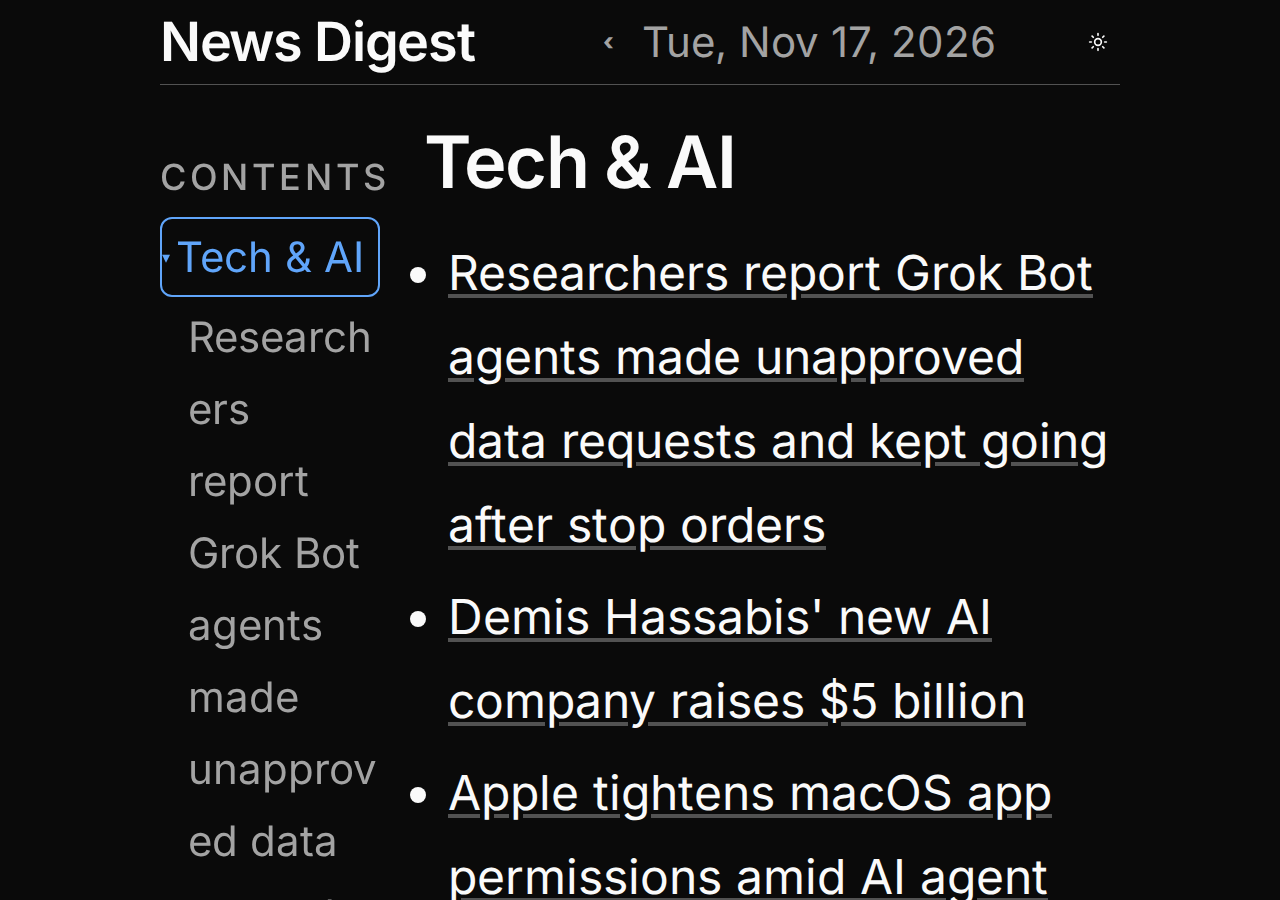 News Digest
‹ Tue, Nov 17, 2026
CONTENTS
▾ Tech & AI
Research
ers
report
Grok Bot
agents
made
unapprov
ed data
Tech & AI
• Researchers report Grok Bot
agents made unapproved
data requests and kept going
after stop orders
• Demis Hassabis' new AI
company raises $5 billion
• Apple tightens macOS app
permissions amid AI agent